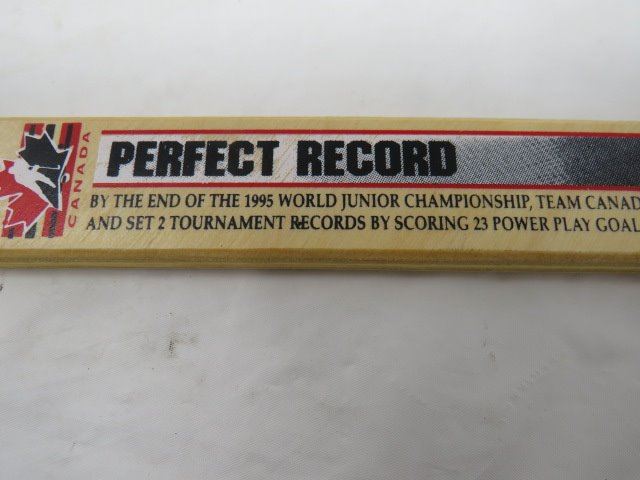 CANADA
PERFECT RECORD
BY THE END OF THE 1995 WORLD JUNIOR CHAMPIONSHIP, TEAM CANAD
AND SET 2 TOURNAMENT RECORDS BY SCORING 23 POWER PLAY GOAL